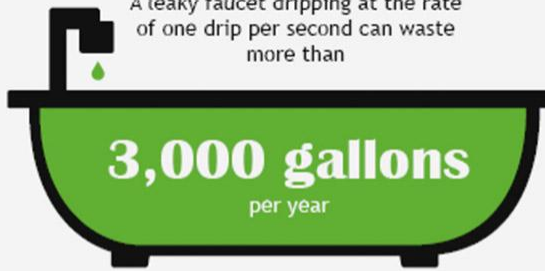 A leaky faucet dripping at the rate
of one drip per second can waste
more than
3,000 gallons
per year